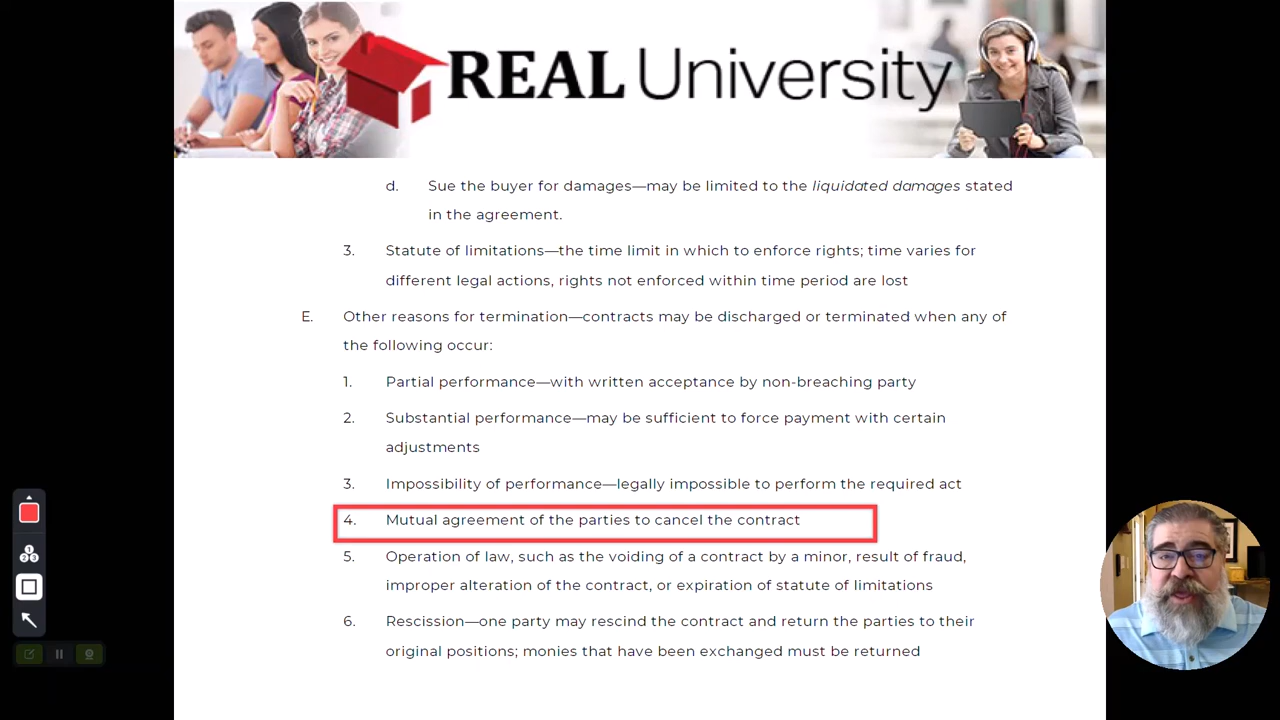 REAL University
d. Sue the buyer for damages—may be limited to the liquidated damages stated
in the agreement.
3. Statute of limitations—the time limit in which to enforce rights; time varies for
different legal actions, rights not enforced within time period are lost
E. Other reasons for termination—contracts may be discharged or terminated when any of
the following occur:
1. Partial performance—with written acceptance by non-breaching party
2. Substantial performance—may be sufficient to force payment with certain
adjustments
3. Impossibility of performance—legally impossible to perform the required act
4. Mutual agreement of the parties to cancel the contract
5. Operation of law, such as the voiding of a contract by a minor, result of fraud,
improper alteration of the contract, or expiration of statute of limitations
6. Rescission—one party may rescind the contract and return the parties to their
original positions; monies that have been exchanged must be returned